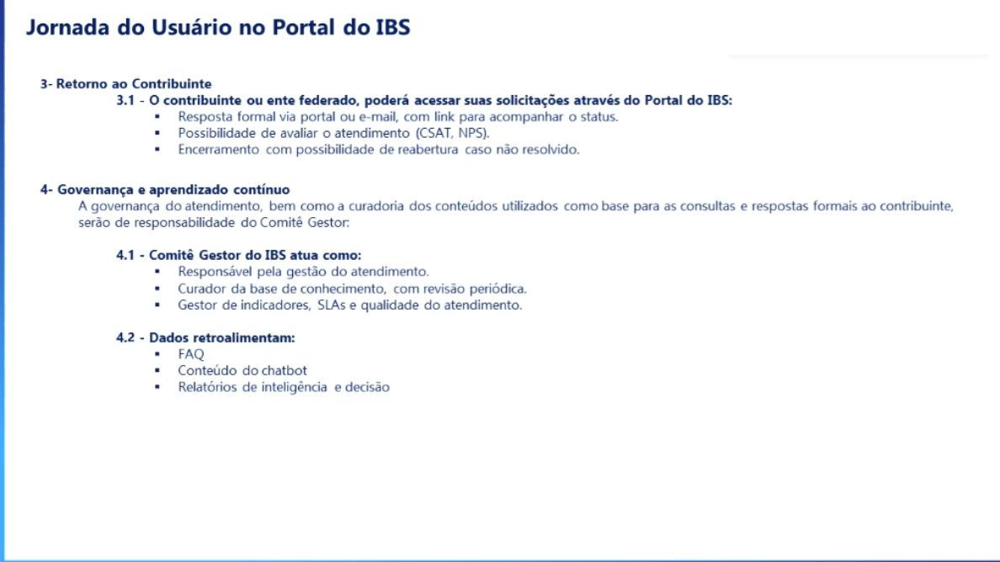 Jornada do Usuário no Portal do IBS
3- Retorno ao Contribuinte
3.1 - O contribuinte ou ente federado, poderá acessar suas solicitações através do Portal do IBS:
▪ Resposta formal via portal ou e-mail, com link para acompanhar o status.
▪ Possibilidade de avaliar o atendimento (CSAT, NPS).
▪ Encerramento com possibilidade de reabertura caso não resolvido.
4- Governança e aprendizado contínuo
A governança do atendimento, bem como a curadoria dos conteúdos utilizados como base para as consultas e respostas formais ao contribuinte,
serão de responsabilidade do Comitê Gestor:
4.1 - Comitê Gestor do IBS atua como:
▪ Responsável pela gestão do atendimento.
▪ Curador da base de conhecimento, com revisão periódica.
▪ Gestor de indicadores, SLAs e qualidade do atendimento.
4.2 - Dados retroalimentam:
▪ FAQ
▪ Conteúdo do chatbot
▪ Relatórios de inteligência e decisão